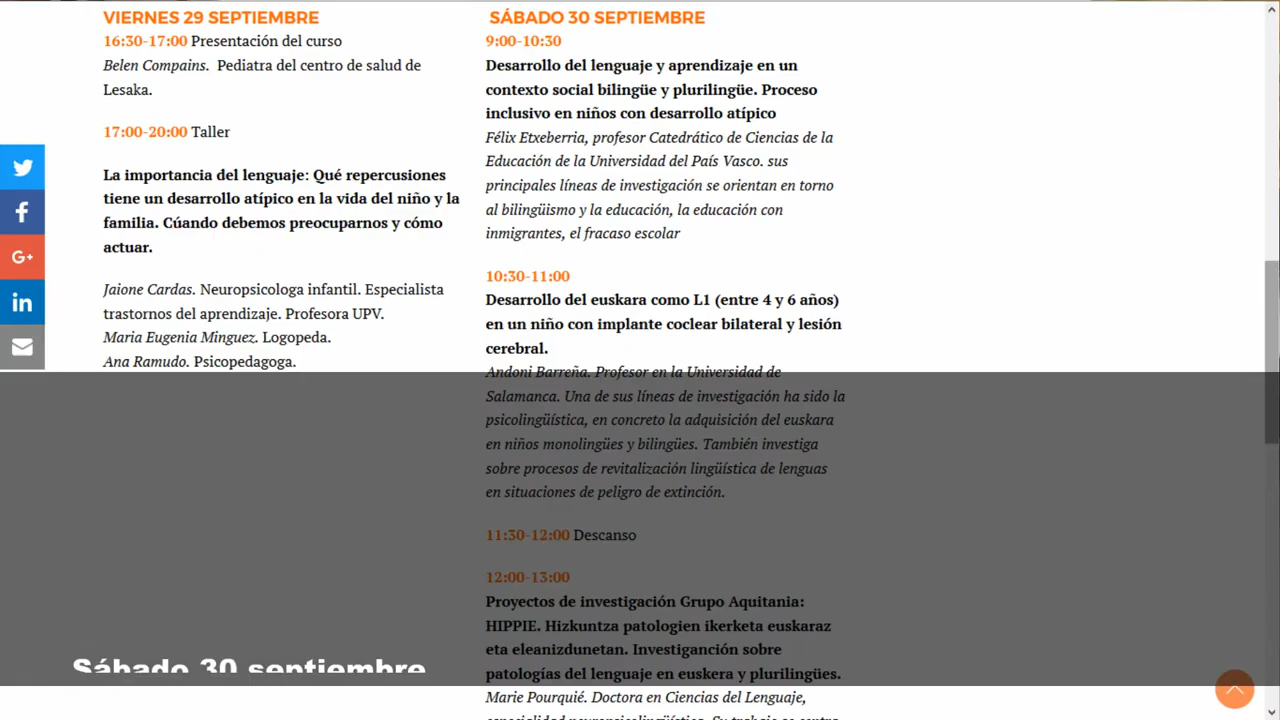 VIERNES 29 SEPTIEMBRE
16:30-17:00 Presentación del curso
Belen Compains. Pediatra del centro de salud de
Lesaka.
17:00-20:00 Taller
La importancia del lenguaje: Qué repercusiones
tiene un desarrollo atípico en la vida del niño y la
familia. Cúando debemos preocuparnos y cómo
actuar.
Jaione Cardas. Neuropsicologa infantil. Especialista
trastornos del aprendizaje. Profesora UPV.
Maria Eugenia Minguez. Logopeda.
Ana Ramudo. Psicopedagoga.
SÁBADO 30 SEPTIEMBRE
9:00-10:30
Desarrollo del lenguaje y aprendizaje en un
contexto social bilingüe y plurilingüe. Proceso
inclusivo en niños con desarrollo atípico
Félix Etxeberria, profesor Catedrático de Ciencias de la
Educación de la Universidad del País Vasco. sus
principales líneas de investigación se orientan en torno
al bilingüismo y la educación, la educación con
inmigrantes, el fracaso escolar
10:30-11:00
Desarrollo del euskara como L1 (entre 4 y 6 años)
en un niño con implante coclear bilateral y lesión
cerebral.
Andoni Barreña. Profesor en la Universidad de
Salamanca. Una de sus líneas de investigación ha sido la
psicolingüística, en concreto la adquisición del euskara
en niños monolingües y bilingües. También investiga
sobre procesos de revitalización lingüística de lenguas
en situaciones de peligro de extinción.
11:30-12:00 Descanso
12:00-13:00
Proyectos de investigación Grupo Aquitania:
HIPPIE. Hizkuntza patologien ikerketa euskaraz
eta eleanizdunetan. Investiganción sobre
patologías del lenguaje en euskera y plurilingües.
Marie Pourquié. Doctora en Ciencias del Lenguaje,
especialidad neuropsicolingüística. Su trabajo se centra
Sábado 30 septiembre
G+
in